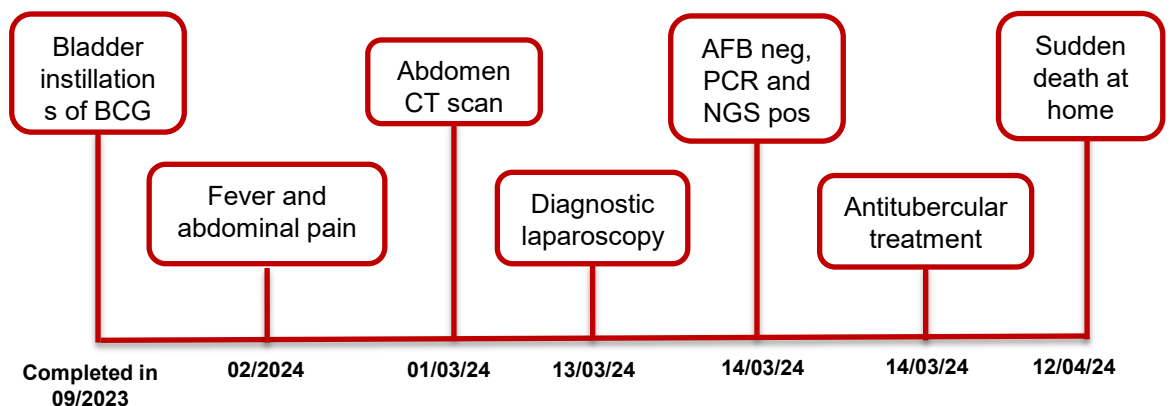 Bladder
instillation
s of BCG
Fever and
abdominal pain
Abdomen
CT scan
Diagnostic
laparoscopy
AFB neg,
PCR and
NGS pos
Antitubercular
treatment
Sudden
death at
home
Completed in
09/2023
02/2024
01/03/24
13/03/24
14/03/24
14/03/24
12/04/24